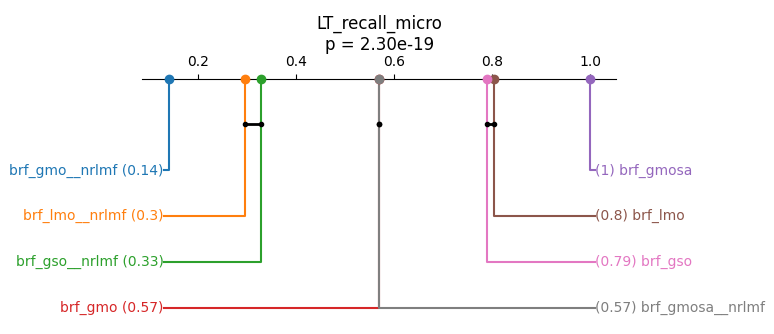 LT_recall_micro
p = 2.30e-19
0.2 0.4 0.6 0.8 1.0
brf_gmo__nrlmf (0.14) (1) brf_gmosa
brf_lmo__nrlmf (0.3) (0.8) brf_lmo
brf_gso__nrlmf (0.33) (0.79) brf_gso
brf_gmo (0.57) (0.57) brf_gmosa__nrlmf